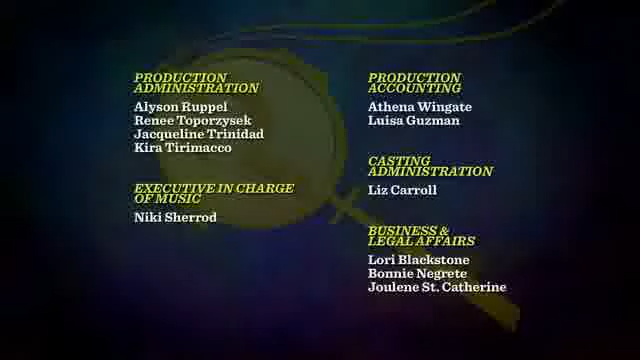 PRODUCTION
ADMINISTRATION
Alyson Ruppel
Renee Toporzysek
Jacqueline Trinidad
Kira Tirimacco
EXECUTIVE IN CHARGE
OF MUSIC
Niki Sherrod
PRODUCTION
ACCOUNTING
Athena Wingate
Luisa Guzman
CASTING
ADMINISTRATION
Liz Carroll
BUSINESS &
LEGAL AFFAIRS
Lori Blackstone
Bonnie Negrete
Joulene St. Catherine